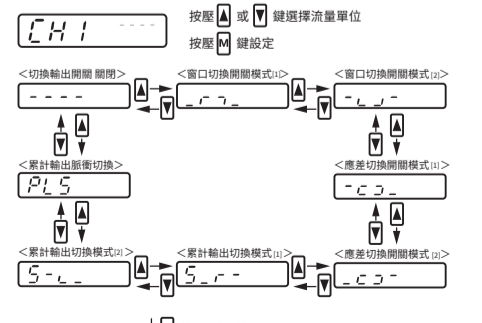 CH1 ----
按壓▲或▼鍵選擇流量單位
按壓M鍵設定
<切換輸出開關 關閉> <窗口切換開關模式[1]> <窗口切換開關模式[2]>
----
<累計輸出脈衝切換> <應差切換開關模式[1]>
PLS
<累計輸出切換模式[2]> <累計輸出切換模式[1]> <應差切換開關模式[2]>